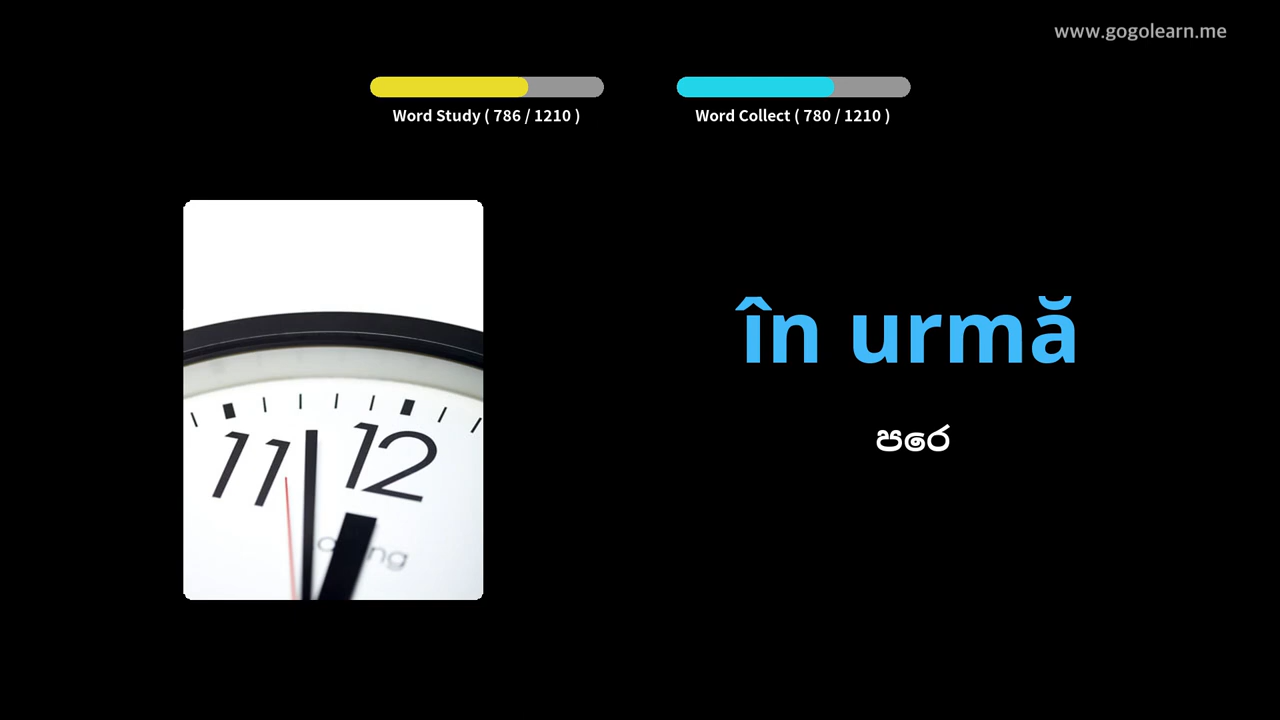 www.gogolearn.me
Word Study ( 786 / 1210 )
Word Collect ( 780 / 1210 )
11 12
în urmă
පරෙ